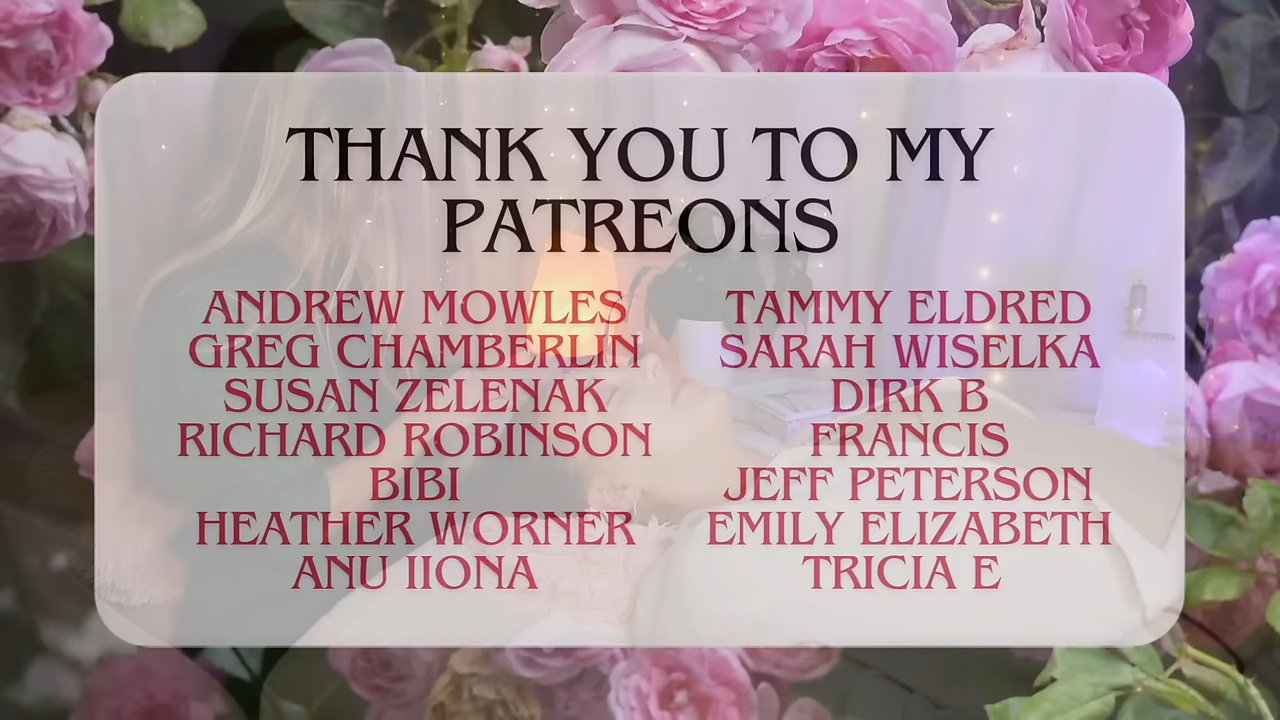 THANK YOU TO MY
PATREONS
ANDREW MOWLES
GREG CHAMBERLIN
SUSAN ZELENAK
RICHARD ROBINSON
BIBI
HEATHER WORNER
ANU IIONA
TAMMY ELDRED
SARAH WISELKA
DIRK B
FRANCIS
JEFF PETERSON
EMILY ELIZABETH
TRICIA E